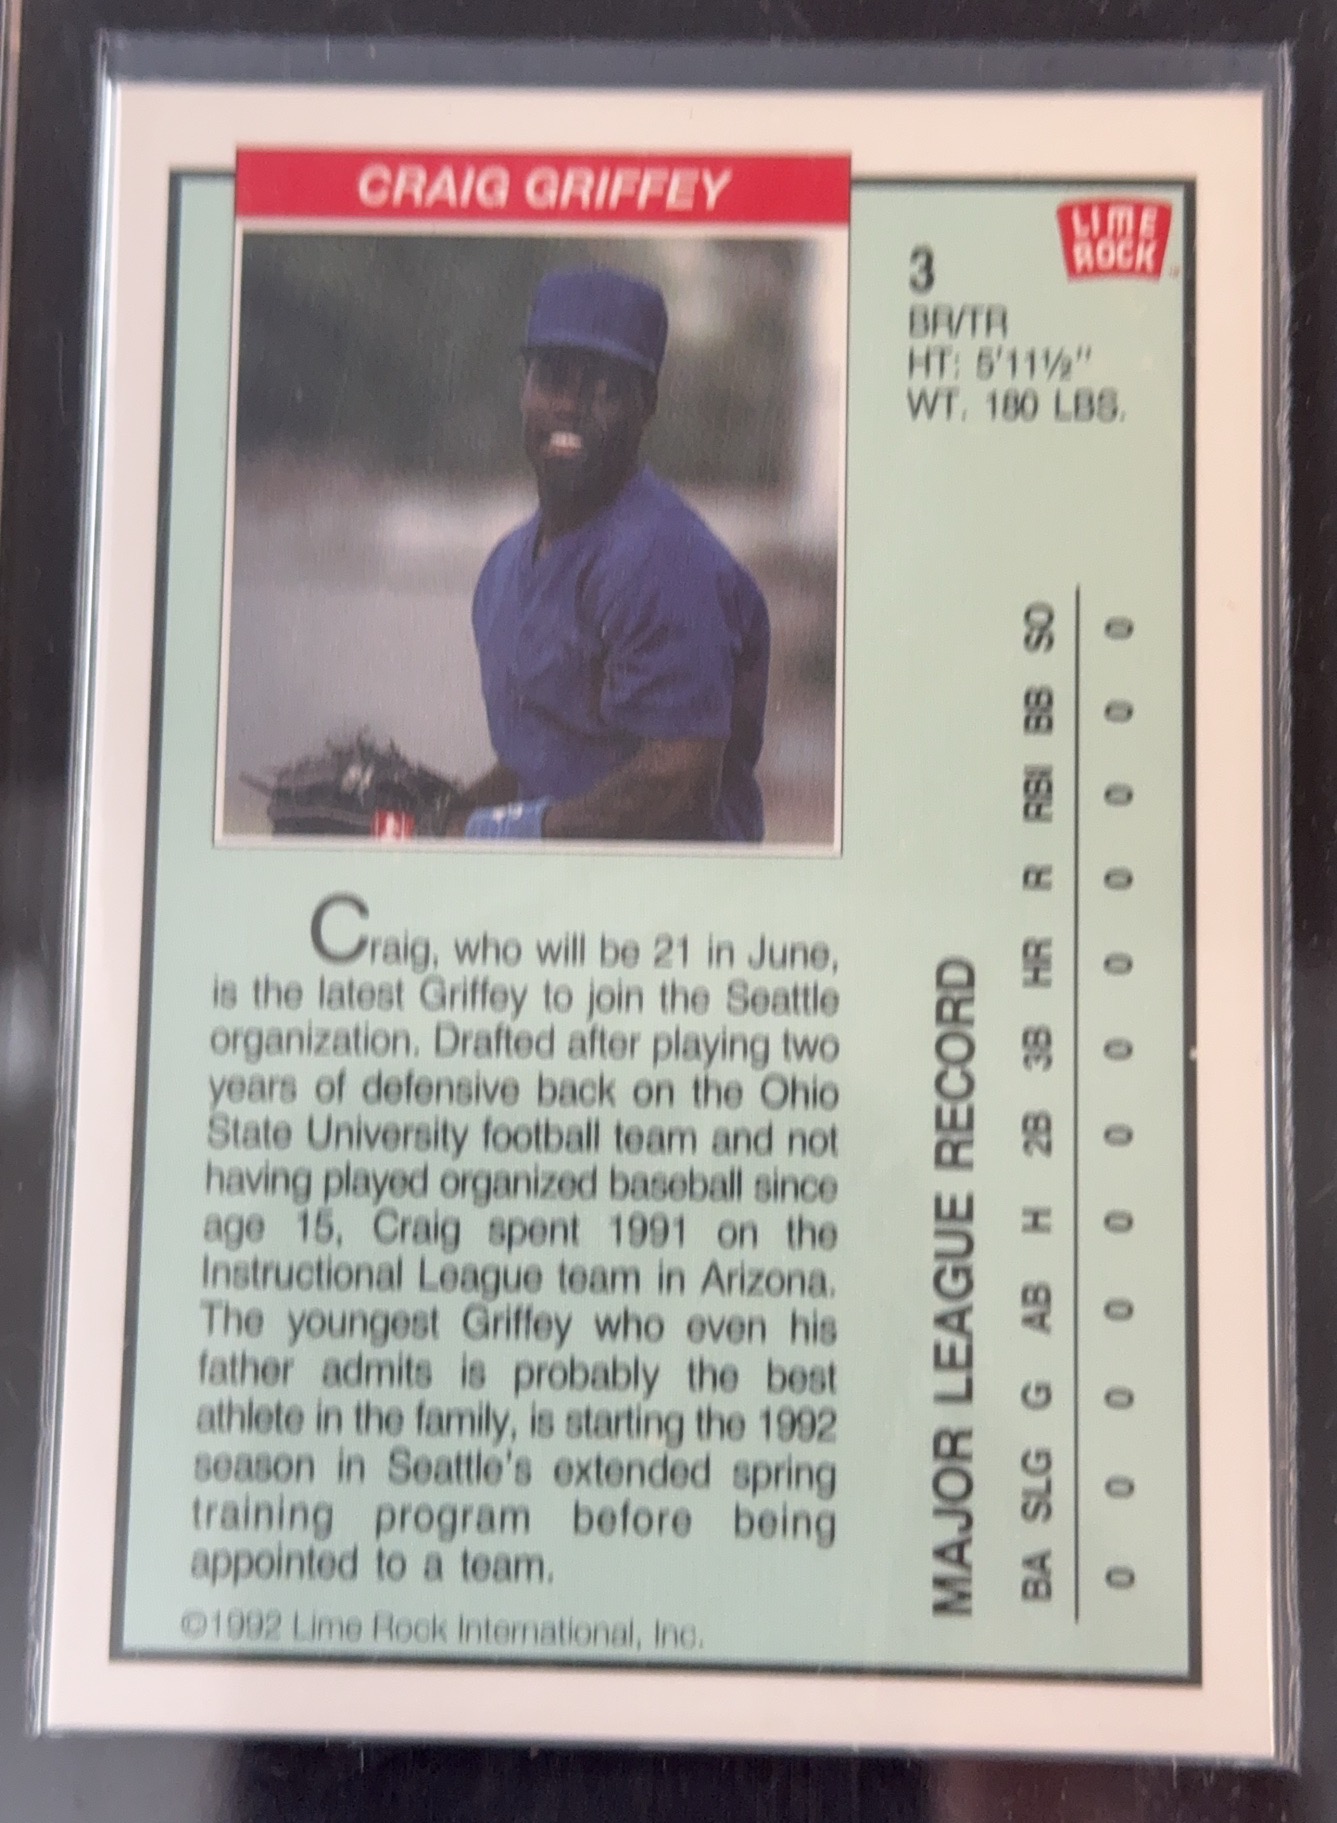 CRAIG GRIFFEY
LIME
ROCK
3
BR/TR
HT: 5'11½"
WT. 180 LBS.
Craig, who will be 21 in June,
is the latest Griffey to join the Seattle
organization. Drafted after playing two
years of defensive back on the Ohio
State University football team and not
having played organized baseball since
age 15, Craig spent 1991 on the
Instructional League team in Arizona.
The youngest Griffey who even his
father admits is probably the best
athlete in the family, is starting the 1992
season in Seattle's extended spring
training program before being
appointed to a team.
©1992 Lime Rock International, Inc.
MAJOR LEAGUE RECORD
BA SLG G AB H 2B 3B HR R RBI BB SO
0 0 0 0 0 0 0 0 0 0 0 0